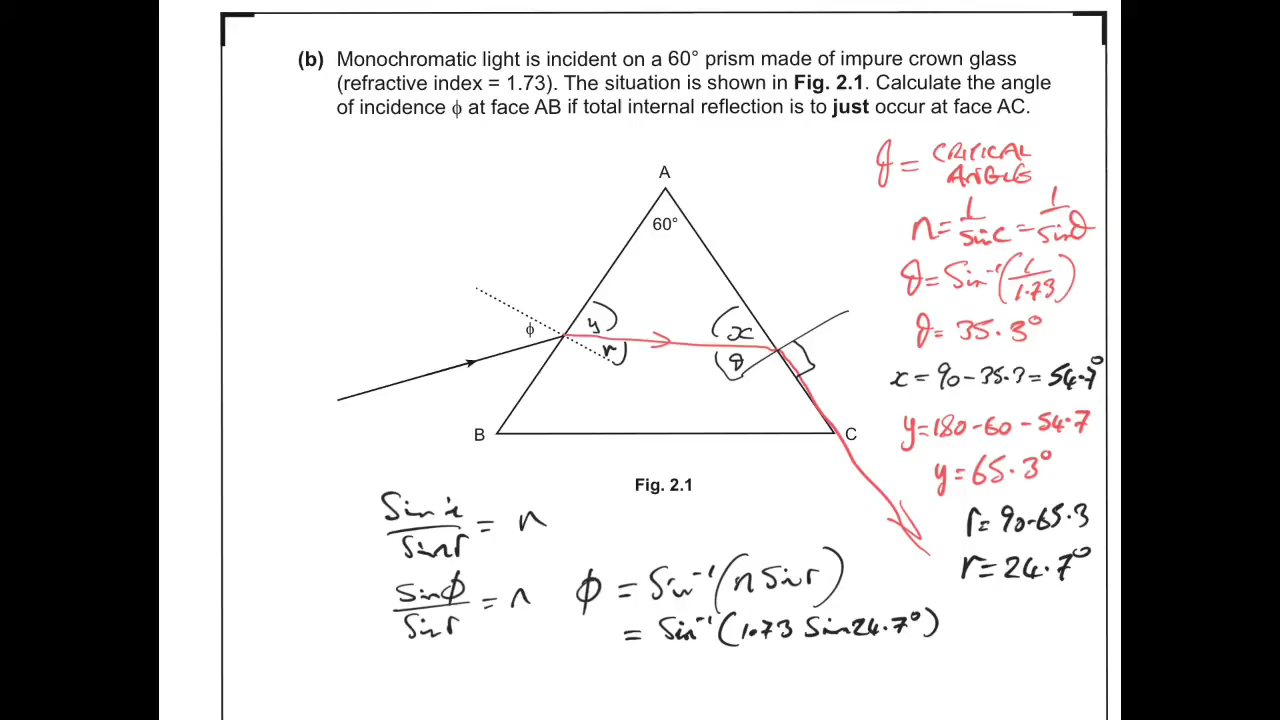 (b) Monochromatic light is incident on a 60° prism made of impure crown glass
(refractive index = 1.73). The situation is shown in Fig. 2.1. Calculate the angle
of incidence ϕ at face AB if total internal reflection is to just occur at face AC.
θ = CRITICAL
ANGLE
A
60°
n = 1/sinc = 1/sinθ
θ = Sin⁻¹(1/1.73)
ϕ
y
x
θ = 35.3°
r
θ
x = 90 - 35.3 = 54.7°
B
C
y = 180 - 60 - 54.7
y = 65.3°
Fig. 2.1
Sin i / Sin r = n
r = 90 - 65.3
r = 24.7°
Sinϕ / Sin r = n
ϕ = Sin⁻¹(n Sin r)
= Sin⁻¹(1.73 Sin 24.7°)